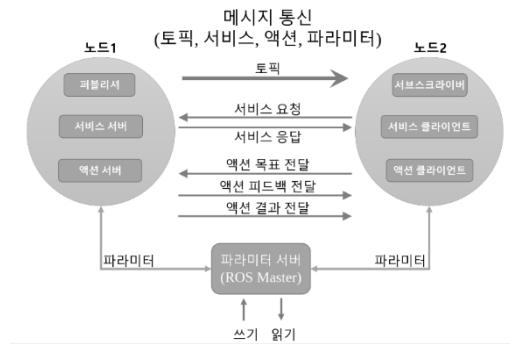 메시지 통신
(토픽, 서비스, 액션, 파라미터)
노드1
노드2
퍼블리셔
토픽
서브스크라이버
서비스 요청
서비스 서버
서비스 클라이언트
서비스 응답
액션 목표 전달
액션 서버
액션 클라이언트
액션 피드백 전달
액션 결과 전달
파라미터
파라미터 서버
(ROS Master)
파라미터
쓰기
읽기